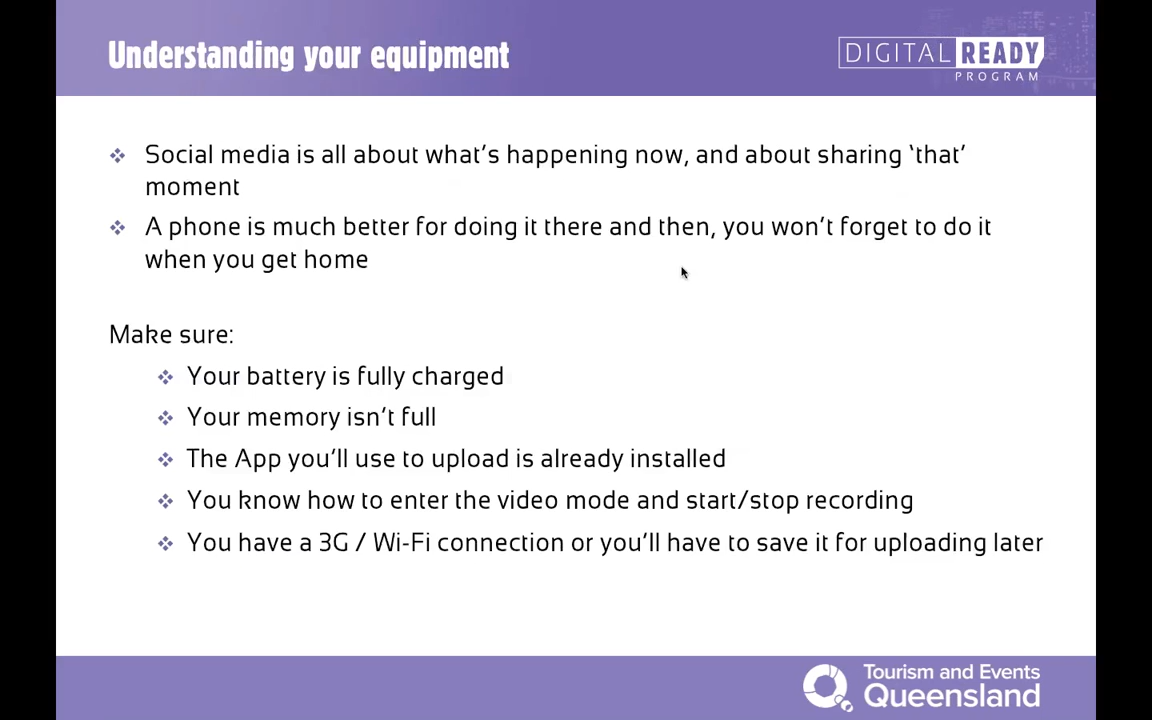 Understanding your equipment
DIGITAL READY
PROGRAM
Social media is all about what's happening now, and about sharing ‘that’
moment
A phone is much better for doing it there and then, you won't forget to do it
when you get home
Make sure:
Your battery is fully charged
Your memory isn't full
The App you'll use to upload is already installed
You know how to enter the video mode and start/stop recording
You have a 3G / Wi-Fi connection or you'll have to save it for uploading later
Tourism and Events
Queensland